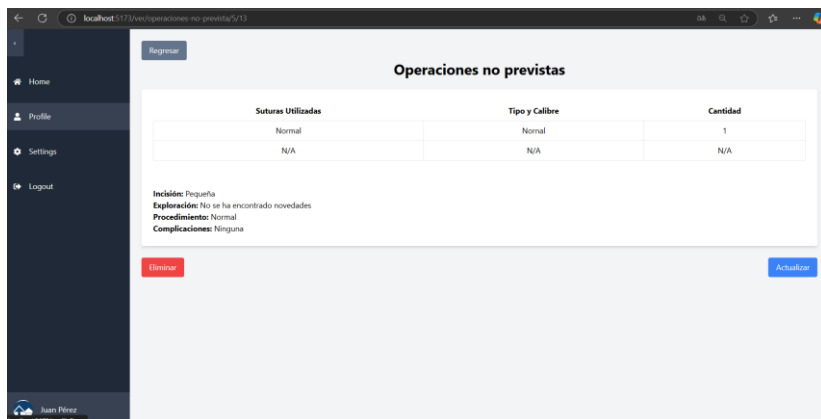 localhost:5173/ver/operaciones-no-prevista/5/13
Regresar
Operaciones no previstas
Home
Profile
Settings
Logout
Suturas Utilizadas Tipo y Calibre Cantidad
Normal Nornal 1
N/A N/A N/A
Incisión: Pequeña
Exploración: No se ha encontrado novedades
Procedimiento: Normal
Complicaciones: Ninguna
Eliminar Actualizar
Juan Pérez